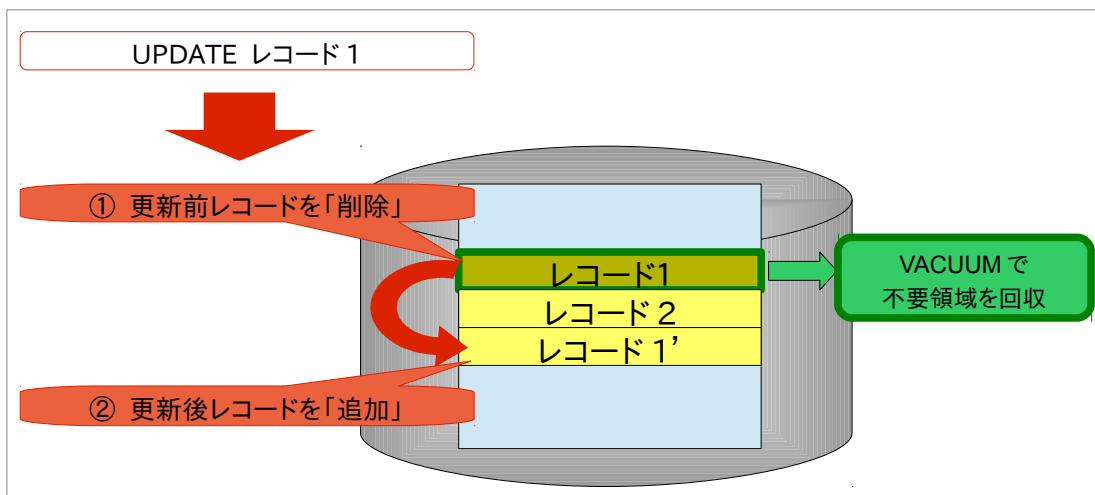 UPDATE レコード1
① 更新前レコードを「削除」
レコード1
レコード2
レコード1’
VACUUMで
不要領域を回収
② 更新後レコードを「追加」